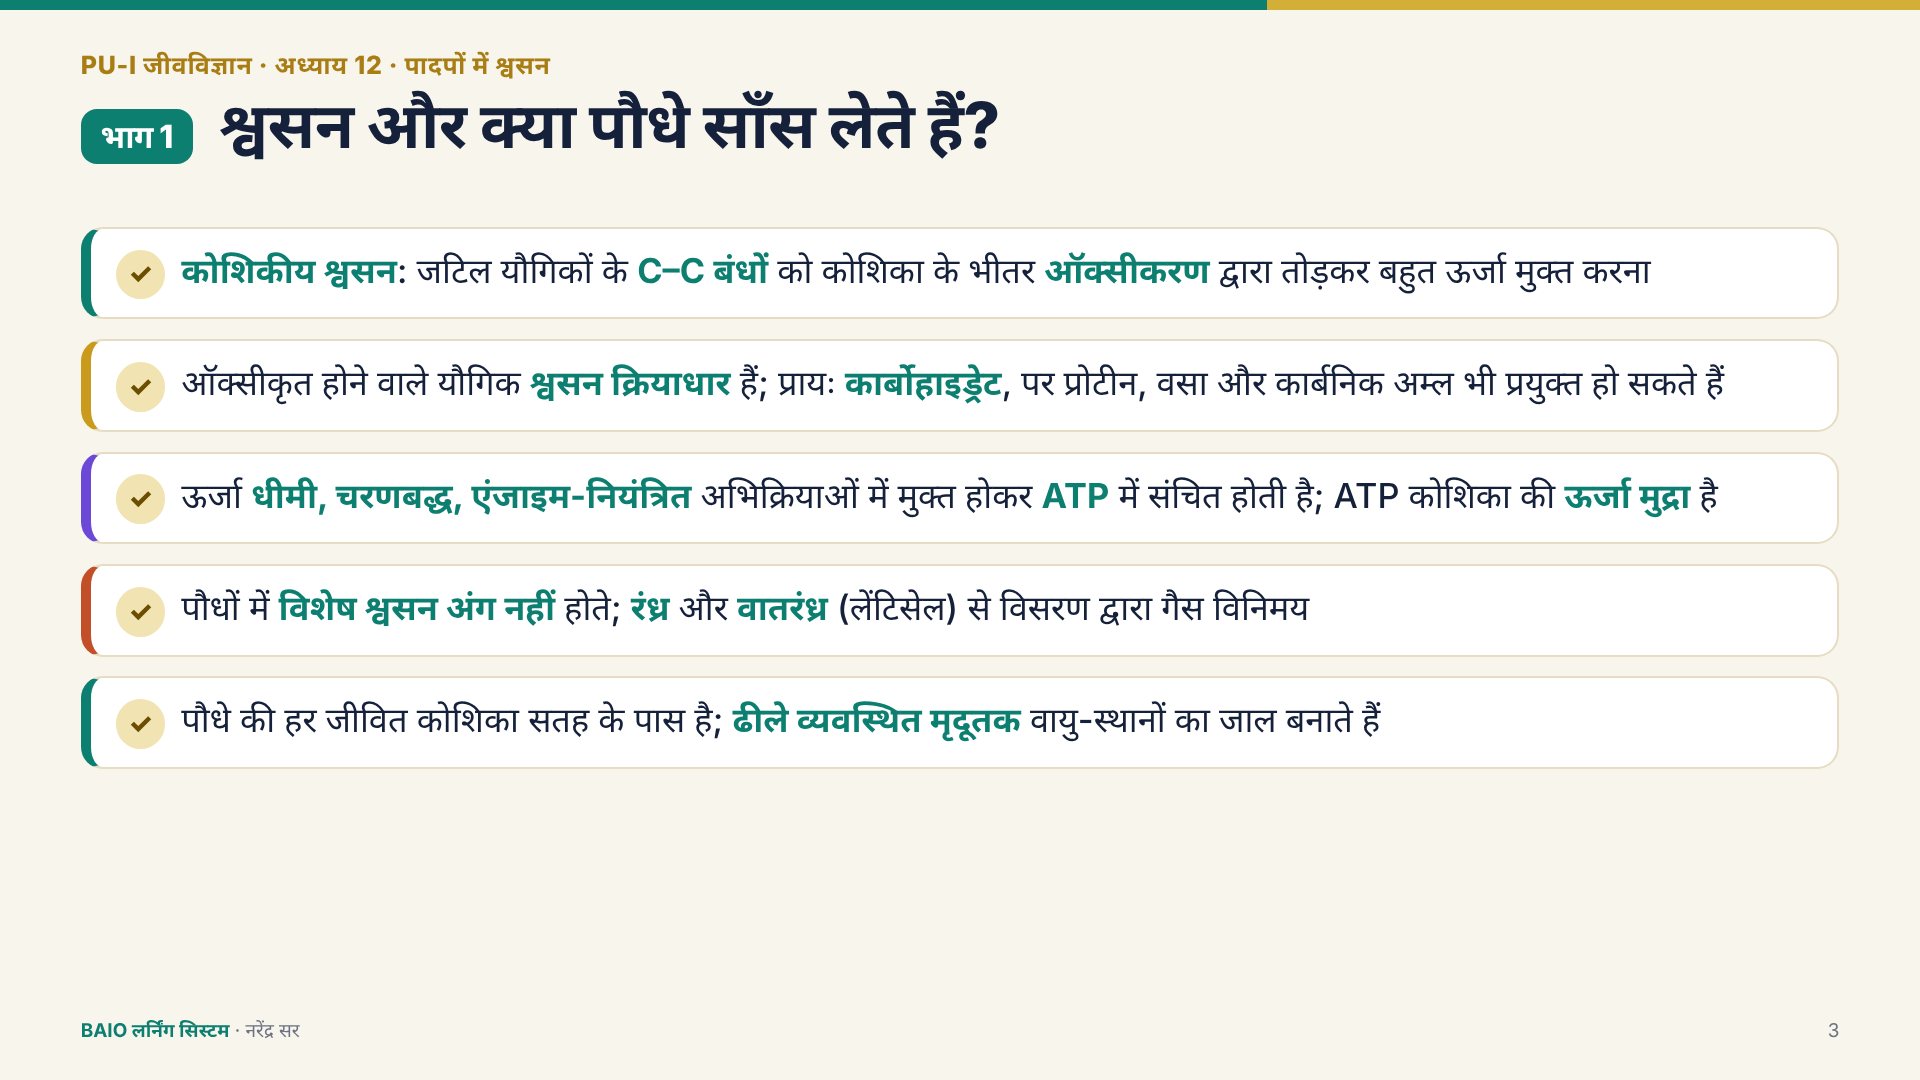 PU-I जीवविज्ञान · अध्याय 12 · पादपों में श्वसन
भाग 1 श्वसन और क्या पौधे साँस लेते हैं?
कोशिकीय श्वसन: जटिल यौगिकों के C–C बंधों को कोशिका के भीतर ऑक्सीकरण द्वारा तोड़कर बहुत ऊर्जा मुक्त करना
ऑक्सीकृत होने वाले यौगिक श्वसन क्रियाधार हैं; प्रायः कार्बोहाइड्रेट, पर प्रोटीन, वसा और कार्बनिक अम्ल भी प्रयुक्त हो सकते हैं
ऊर्जा धीमी, चरणबद्ध, एंजाइम-नियंत्रित अभिक्रियाओं में मुक्त होकर ATP में संचित होती है; ATP कोशिका की ऊर्जा मुद्रा है
पौधों में विशेष श्वसन अंग नहीं होते; रंध्र और वातरंध्र (लेंटिसेल) से विसरण द्वारा गैस विनिमय
पौधे की हर जीवित कोशिका सतह के पास है; ढीले व्यवस्थित मृदूतक वायु-स्थानों का जाल बनाते हैं
BAIO लर्निंग सिस्टम · नरेंद्र सर
3